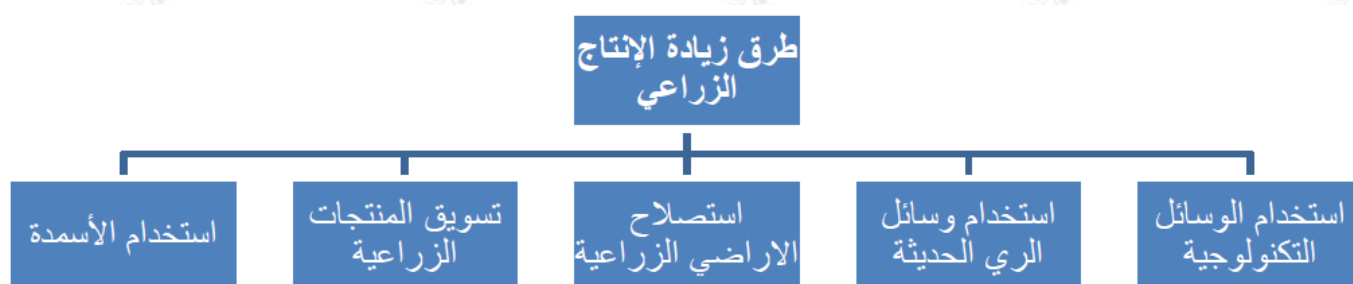 طرق زيادة الإنتاج
الزراعي
استخدام الوسائل
التكنولوجية
استخدام وسائل
الري الحديثة
استصلاح
الاراضي الزراعية
تسويق المنتجات
الزراعية
استخدام الأسمدة